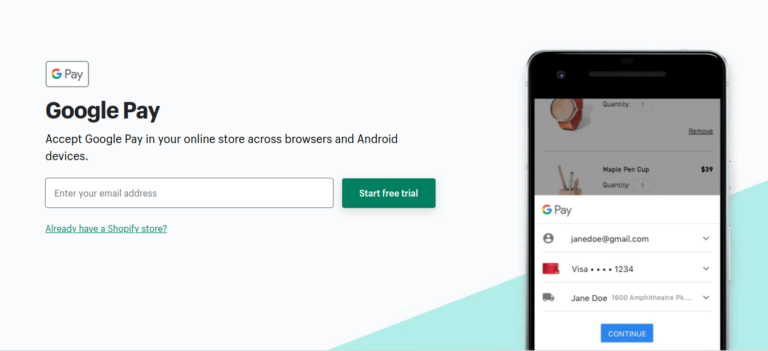 G Pay
Google Pay
Accept Google Pay in your online store across browsers and Android
devices.
Enter your email address
Start free trial
Already have a Shopify store?
Quantity: 1
Remove
Maple Pen Cup $39
Quantity: 1
G Pay
janedoe@gmail.com
Visa • • • • 1234
Jane Doe 1600 Amphitheatre Pk...
CONTINUE